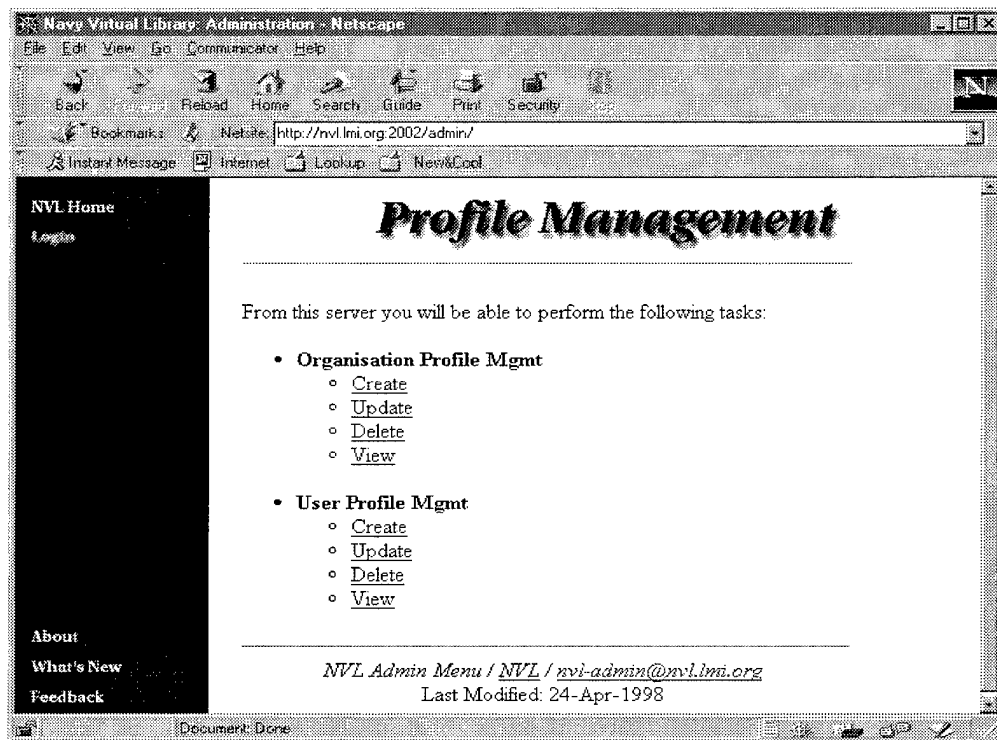 Navy Virtual Library: Administration - Netscape
File Edit View Go Communicator Help
Back Forward Reload Home Search Guide Print Security Stop
Bookmarks Netsite: http://nvl.lmi.org:2002/admin/
Instant Message Internet Lookup New&Cool
N
NVL Home
Login
Profile Management
From this server you will be able to perform the following tasks:
• Organisation Profile Mgmt
Create
Update
Delete
View
• User Profile Mgmt
Create
Update
Delete
View
About
What's New
Feedback
NVL Admin Menu / NVL / nvl-admin@nvl.lmi.org
Last Modified: 24-Apr-1998
Document: Done